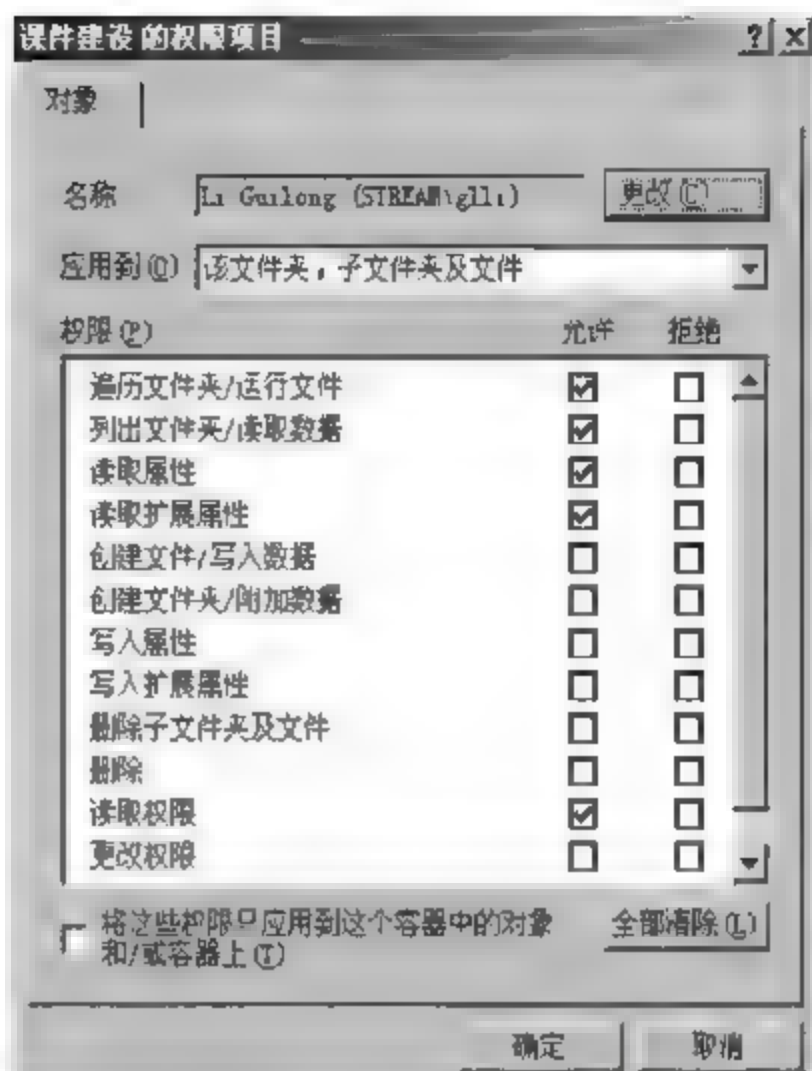 课件建设 的权限项目
对象
名称 Li Guilong (STREAM\glli) 更改(C)
应用到(O) 该文件夹，子文件夹及文件
权限(P) 允许 拒绝
遍历文件夹/运行文件
列出文件夹/读取数据
读取属性
读取扩展属性
创建文件/写入数据
创建文件夹/附加数据
写入属性
写入扩展属性
删除子文件夹及文件
删除
读取权限
更改权限
将这些权限只应用到这个容器中的对象
和/或容器上(T)
全部清除(L)
确定 取消